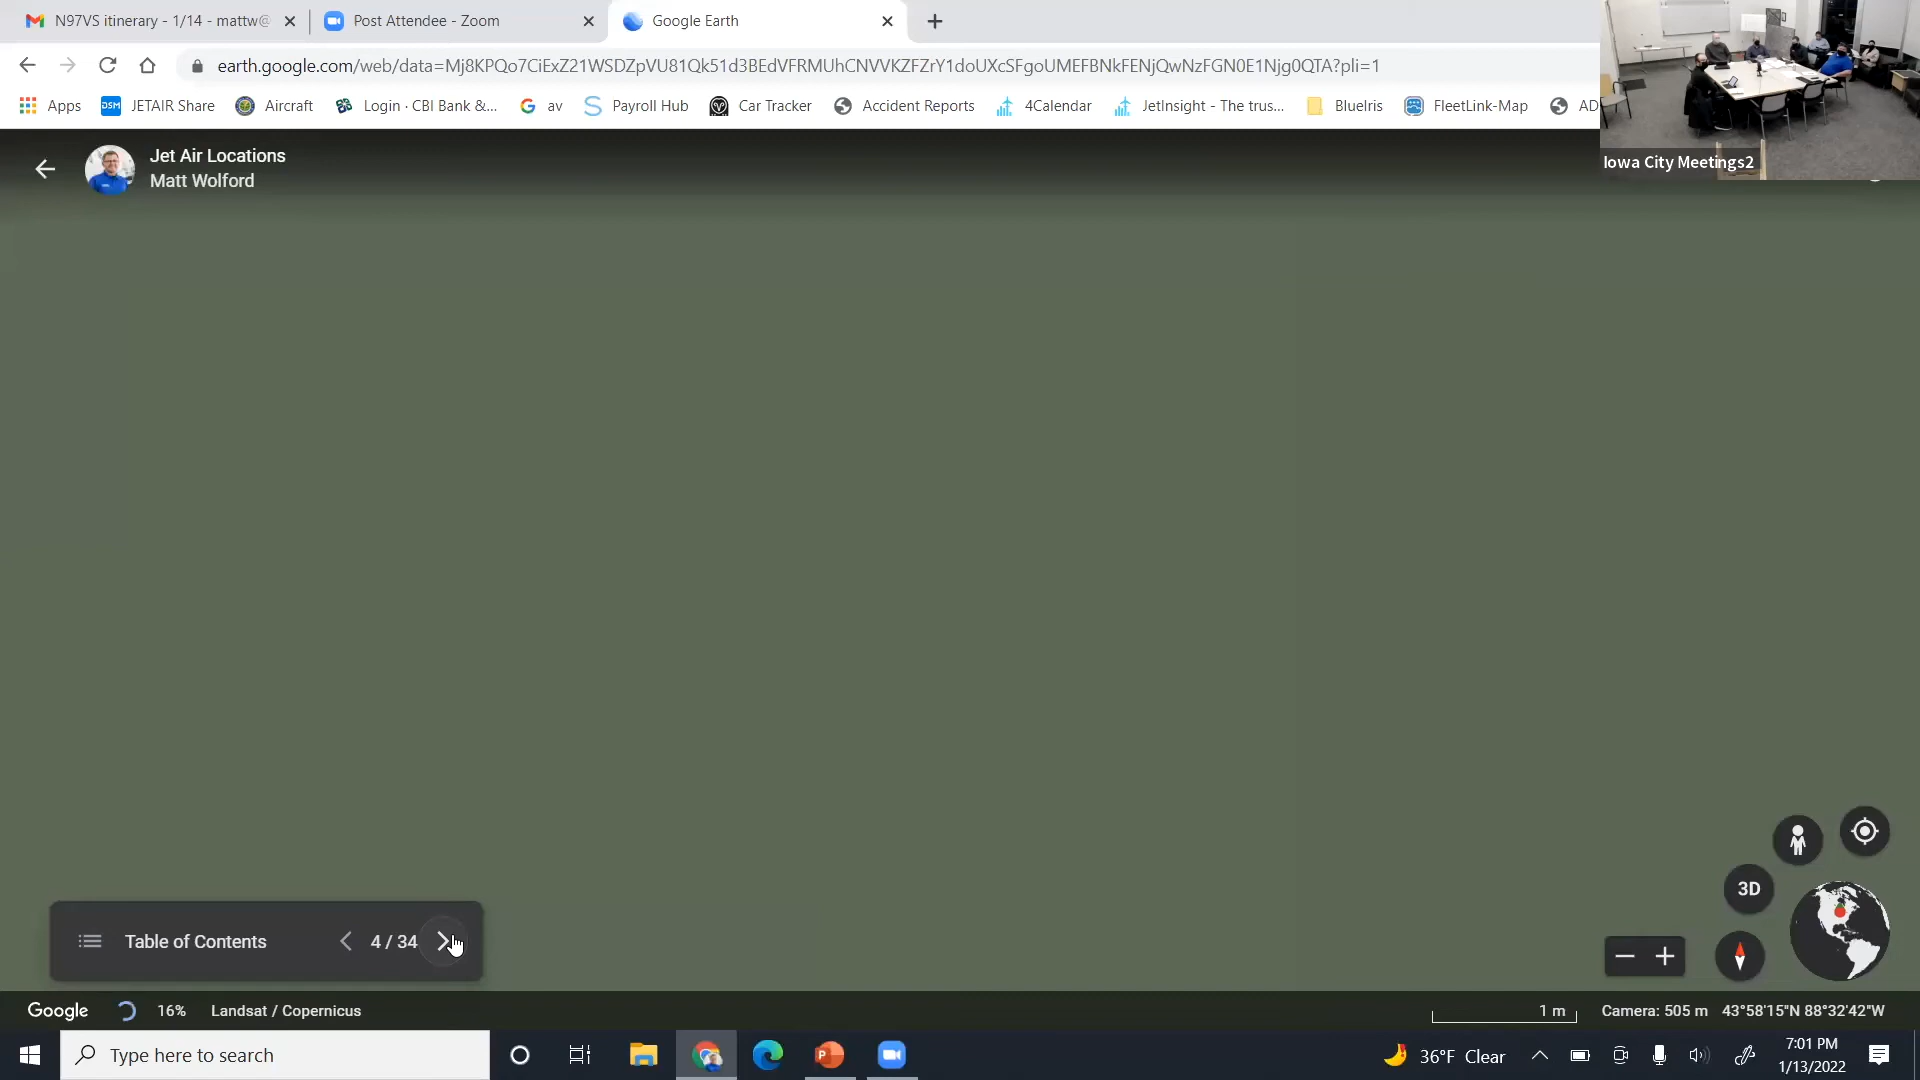 N97VS itinerary - 1/14 - mattw@
Post Attendee - Zoom
Google Earth
earth.google.com/web/data=Mj8KPQo7CiExZ21WSDZpVU81Qk51d3BEdVFRMUhCNVVKZFZrY1doUXcSFgoUMEFBNkFENjQwNzFGN0E1Njg0QTA?pli=1
Apps
DSM
JETAIR Share
Aircraft
Login · CBI Bank &...
av
Payroll Hub
Car Tracker
Accident Reports
4Calendar
JetInsight - The trus...
BlueIris
FleetLink-Map
AD
Iowa City Meetings2
Jet Air Locations
Matt Wolford
3D
Table of Contents
4 / 34
Google
16%
Landsat / Copernicus
1 m
Camera: 505 m
43°58'15"N 88°32'42"W
Type here to search
36°F Clear
7:01 PM
1/13/2022